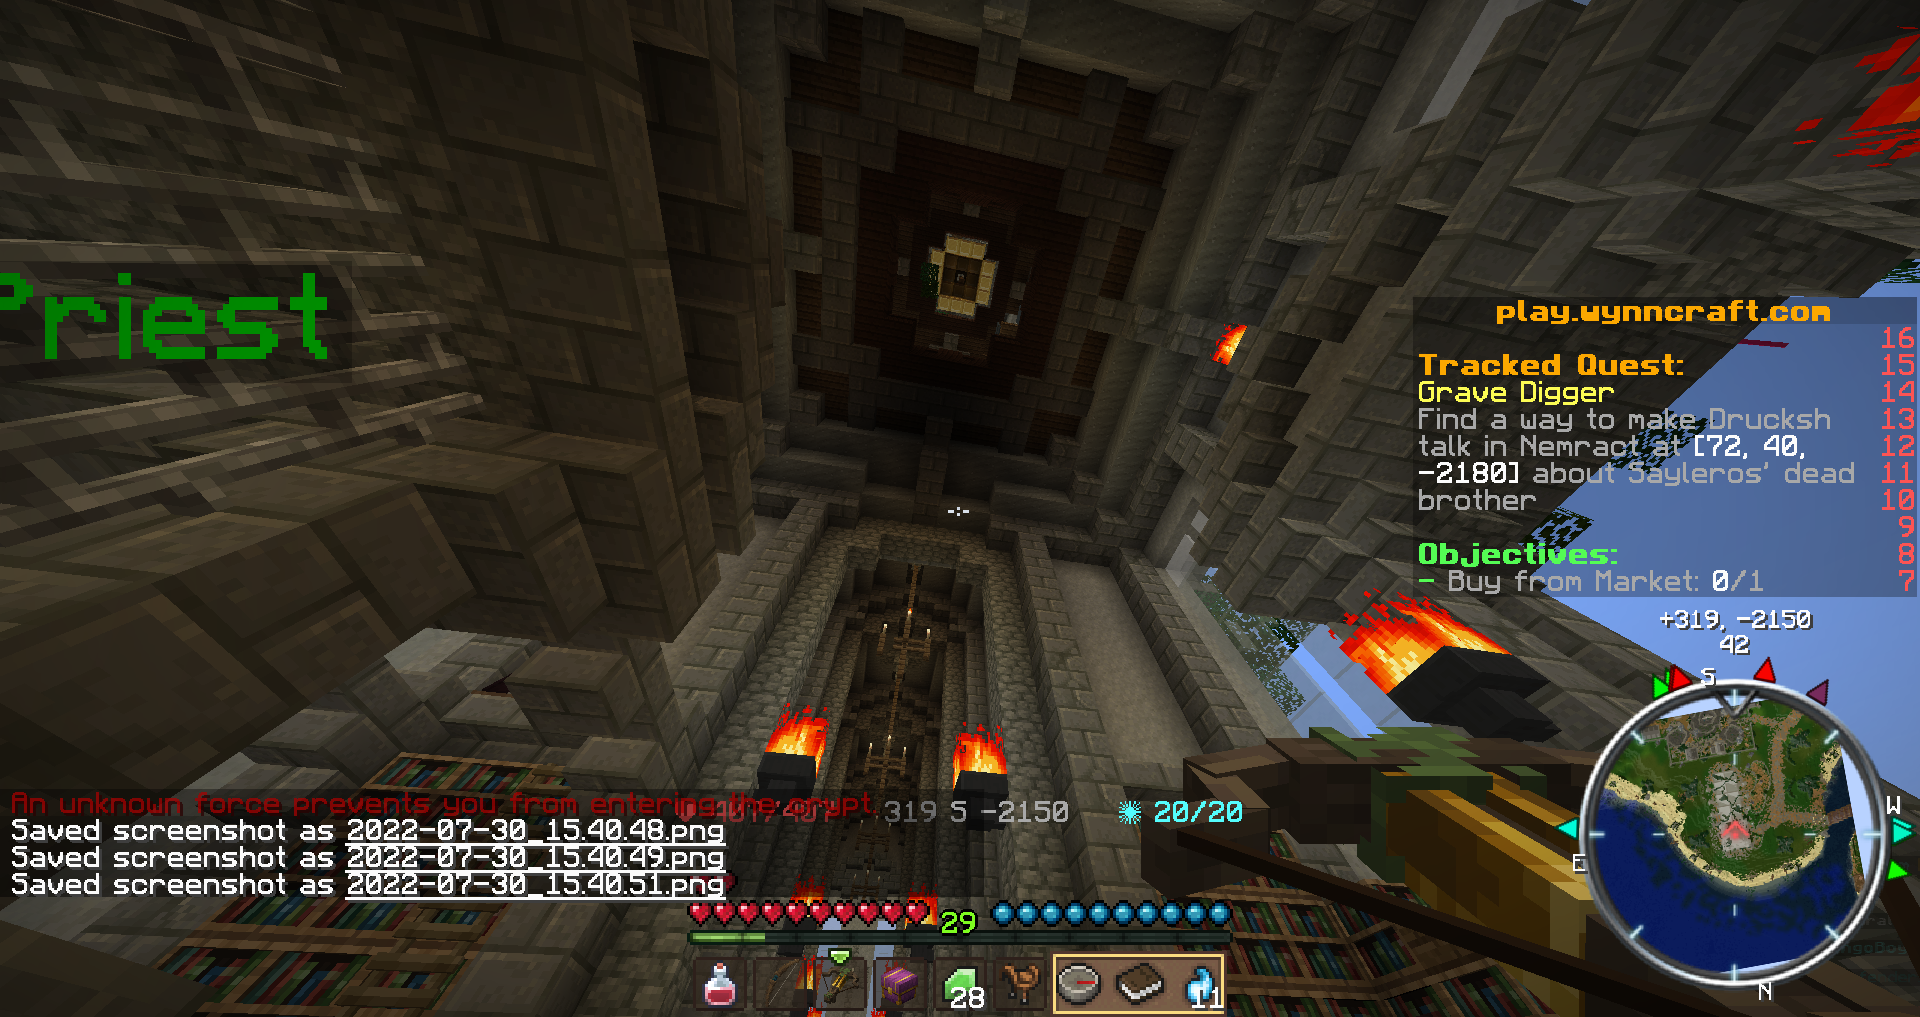 Priest
play.wynncraft.com
16
Tracked Quest: 15
Grave Digger 14
Find a way to make Drucksh 13
talk in Nemract at [72, 40, 12
-2180] about Sayleros' dead 11
brother 10
9
Objectives: 8
- Buy from Market: 0/1 7
+319, -2150
42
S
W
E
N
An unknown force prevents you from entering the crypt.
319 S -2150
20/20
Saved screenshot as 2022-07-30_15.40.48.png
Saved screenshot as 2022-07-30_15.40.49.png
Saved screenshot as 2022-07-30_15.40.51.png
29
28
11